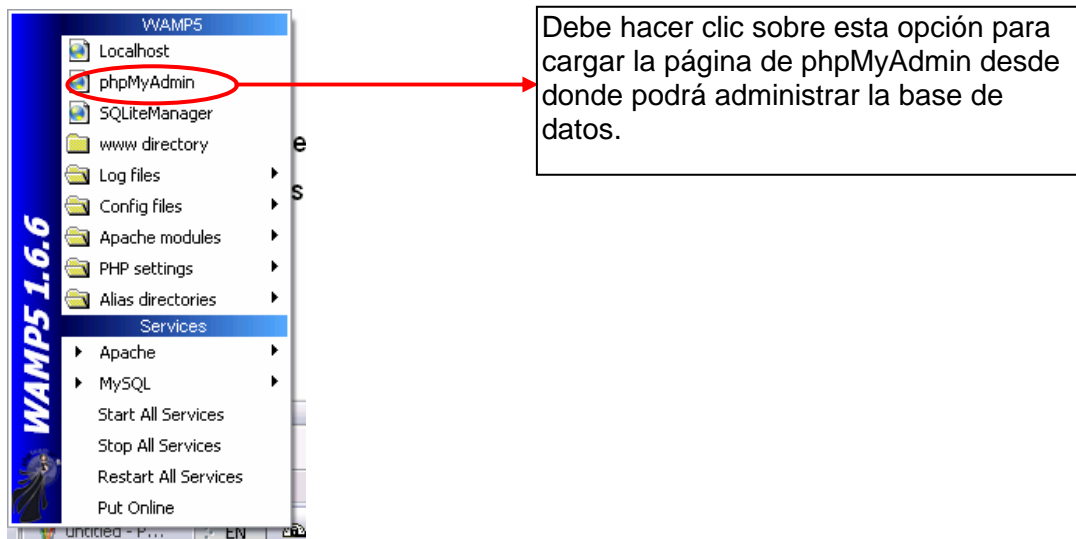 WAMP5
Localhost
phpMyAdmin
SQLiteManager
www directory
Log files
Config files
Apache modules
PHP settings
Alias directories
Services
Apache
MySQL
Start All Services
Stop All Services
Restart All Services
Put Online
WAMP5 1.6.6
e
s
untitled - P...
EN
Debe hacer clic sobre esta opción para
cargar la página de phpMyAdmin desde
donde podrá administrar la base de
datos.